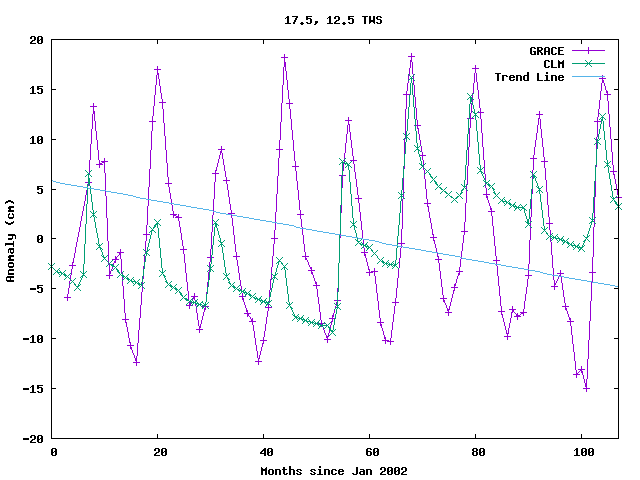 17.5, 12.5 TWS
GRACE
CLM
Trend Line
20
15
10
5
0
-5
-10
-15
-20
Anomaly (cm)
0 20 40 60 80 100
Months since Jan 2002